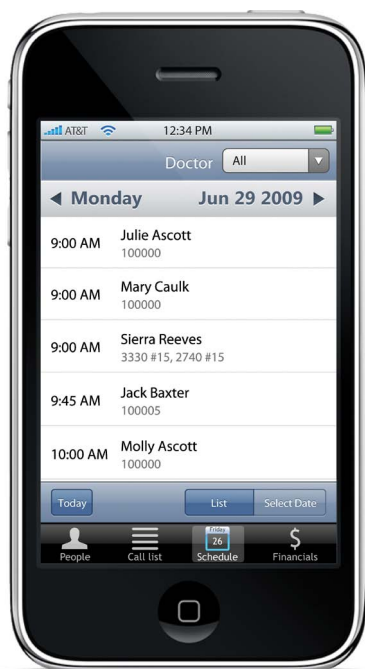 AT&T 12:34 PM
Doctor All
Monday Jun 29 2009
9:00 AM Julie Ascott
100000
9:00 AM Mary Caulk
100000
9:00 AM Sierra Reeves
3330 #15, 2740 #15
9:45 AM Jack Baxter
100005
10:00 AM Molly Ascott
100000
Today List Select Date
Friday
26
$
People Call list Schedule Financials